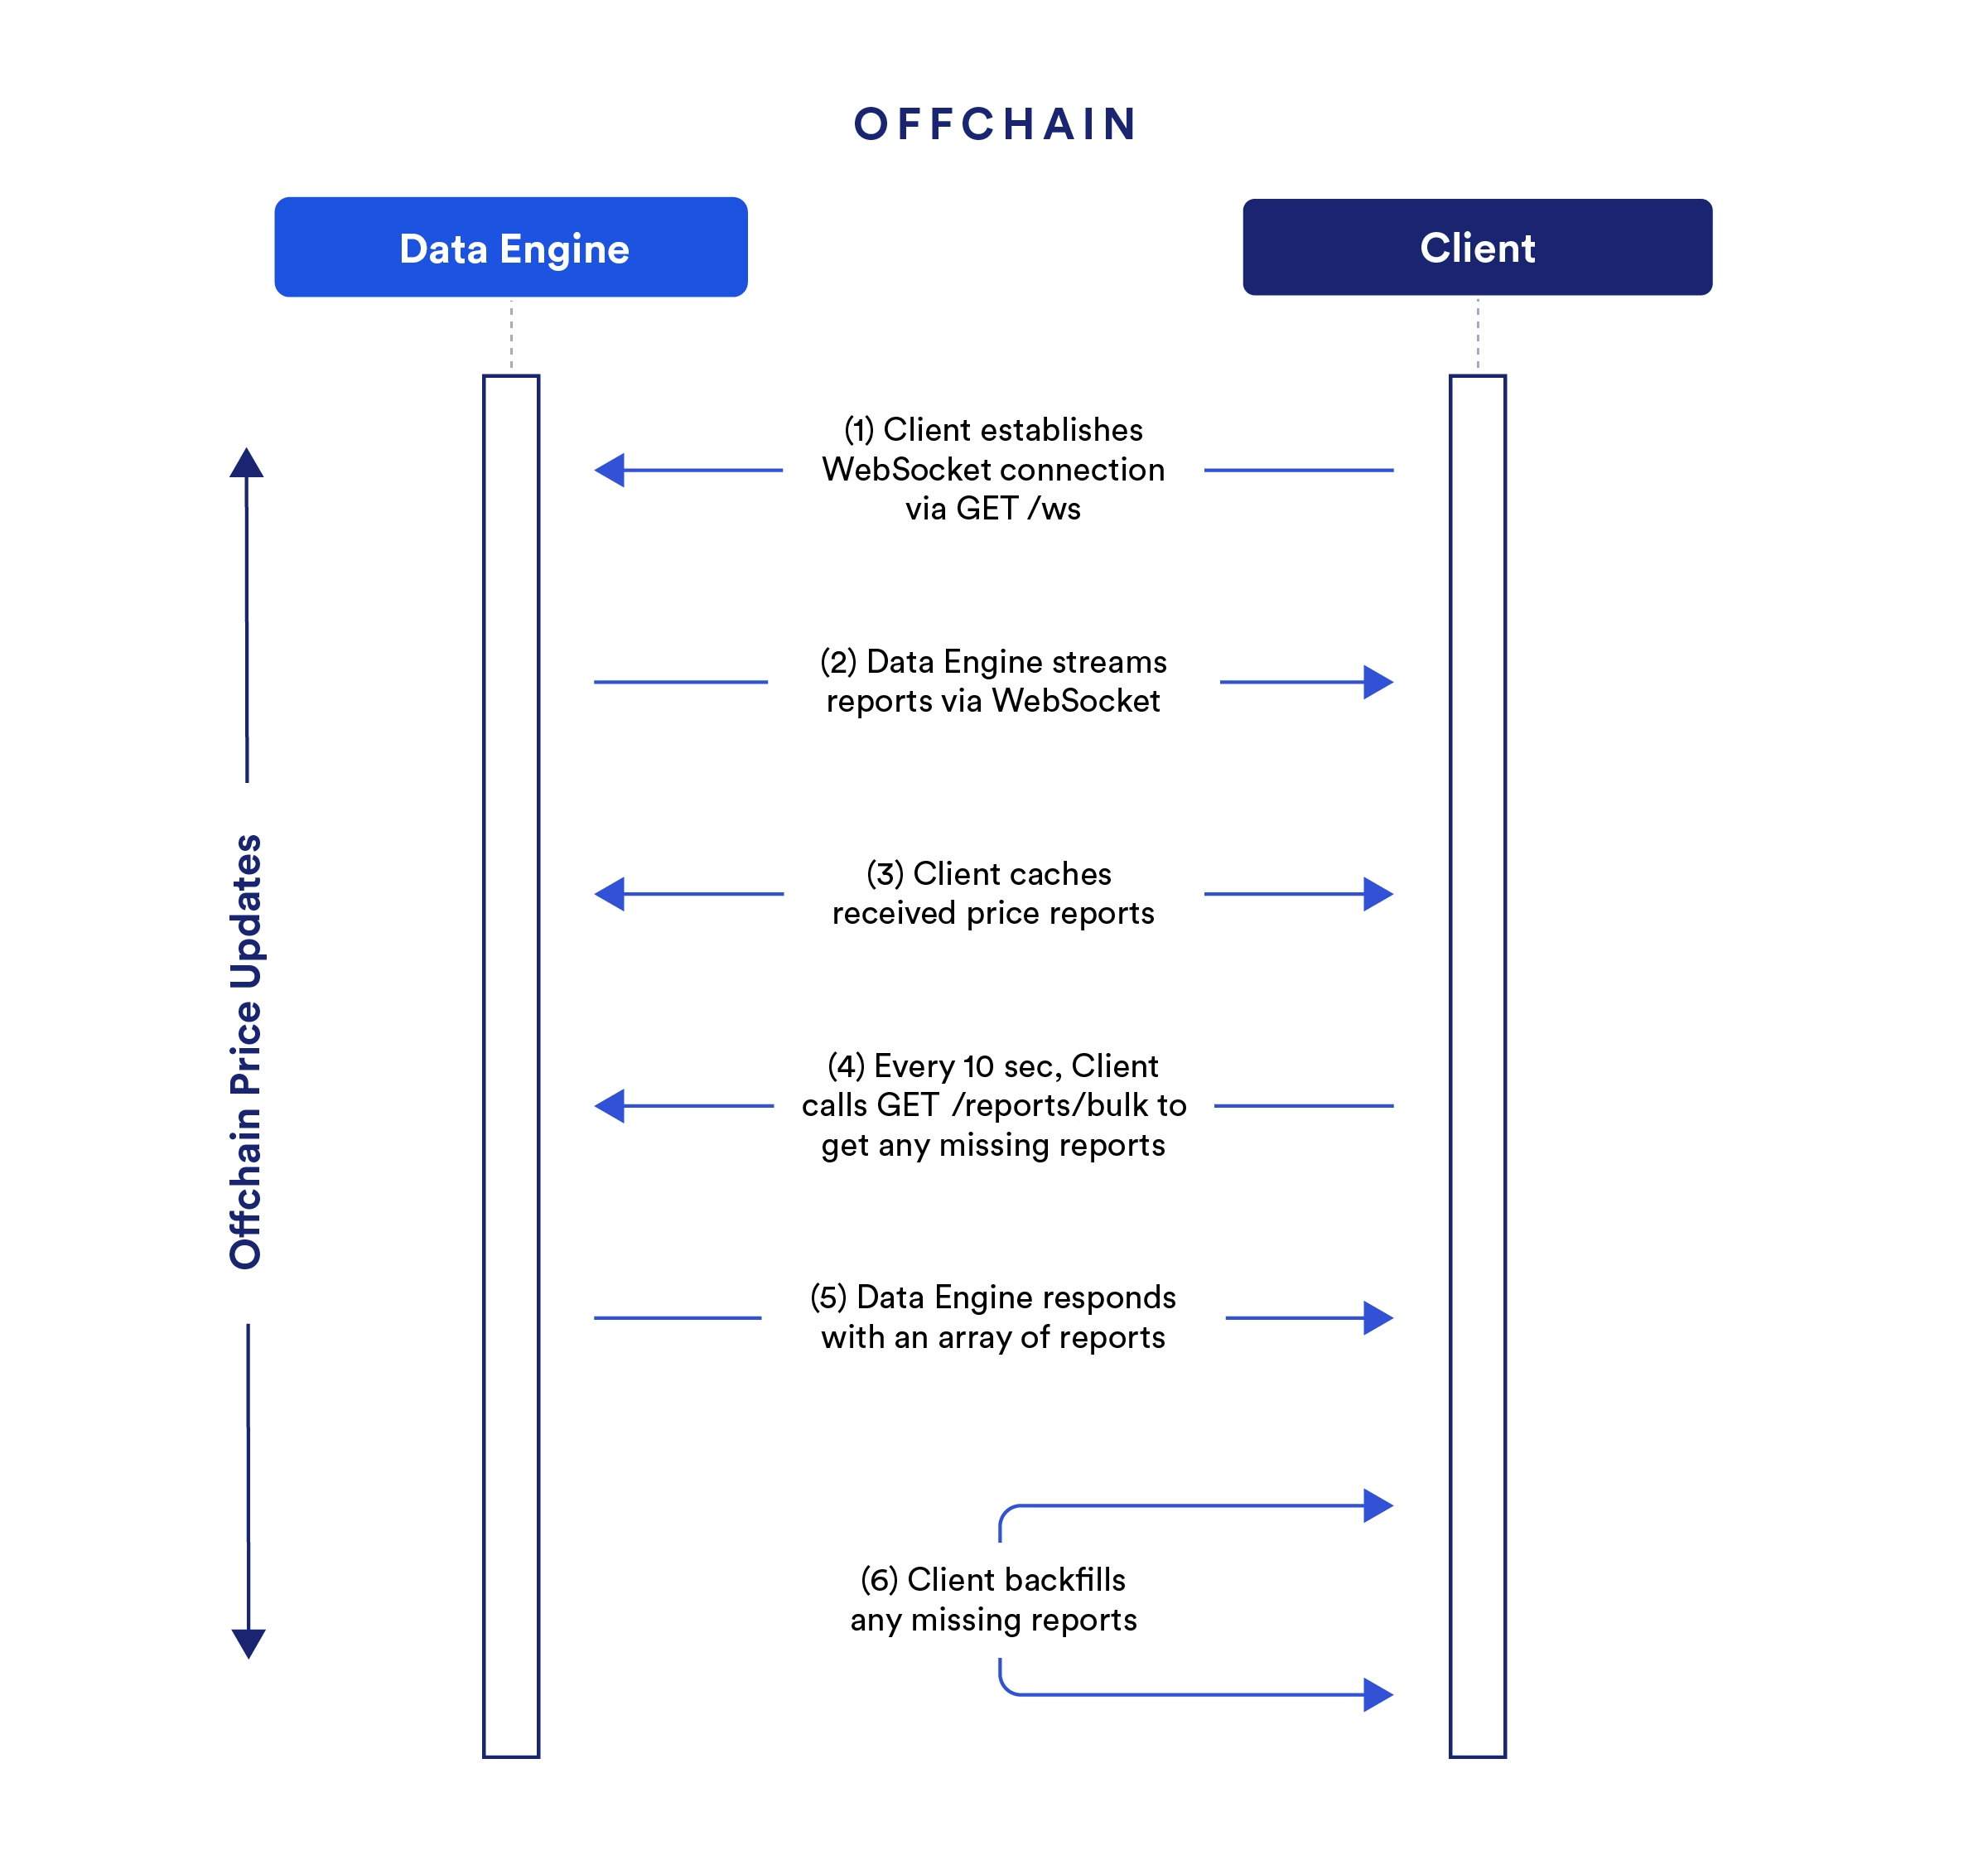 OFFCHAIN
Data Engine
Client
(1) Client establishes
WebSocket connection
via GET /ws
(2) Data Engine streams
reports via WebSocket
(3) Client caches
received price reports
(4) Every 10 sec, Client
calls GET /reports/bulk to
get any missing reports
(5) Data Engine responds
with an array of reports
(6) Client backfills
any missing reports
Offchain Price Updates